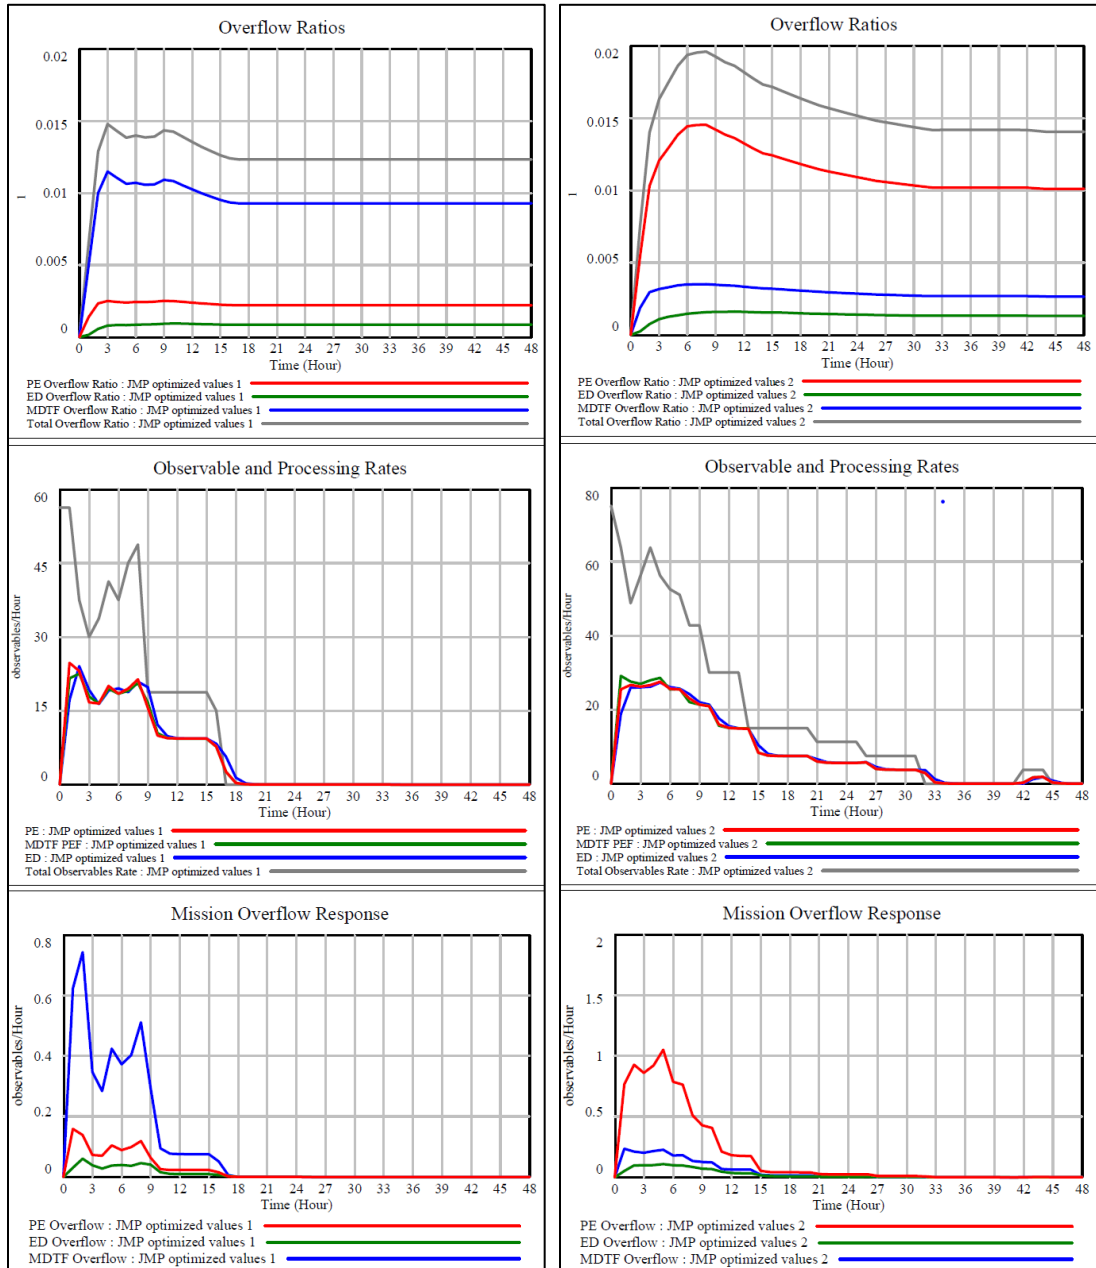 Overflow Ratios
0.02
0.015
0.01
1
0.005
0
0 3 6 9 12 15 18 21 24 27 30 33 36 39 42 45 48
Time (Hour)
PE Overflow Ratio : JMP optimized values 1
ED Overflow Ratio : JMP optimized values 1
MDTF Overflow Ratio : JMP optimized values 1
Total Overflow Ratio : JMP optimized values 1
Observable and Processing Rates
60
45
30
15
0
observables/Hour
0 3 6 9 12 15 18 21 24 27 30 33 36 39 42 45 48
Time (Hour)
PE : JMP optimized values 1
MDTF PEF : JMP optimized values 1
ED : JMP optimized values 1
Total Observables Rate : JMP optimized values 1
Mission Overflow Response
0.8
0.6
0.4
0.2
0
observables/Hour
0 3 6 9 12 15 18 21 24 27 30 33 36 39 42 45 48
Time (Hour)
PE Overflow : JMP optimized values 1
ED Overflow : JMP optimized values 1
MDTF Overflow : JMP optimized values 1
Overflow Ratios
0.02
0.015
0.01
1
0.005
0
0 3 6 9 12 15 18 21 24 27 30 33 36 39 42 45 48
Time (Hour)
PE Overflow Ratio : JMP optimized values 2
ED Overflow Ratio : JMP optimized values 2
MDTF Overflow Ratio : JMP optimized values 2
Total Overflow Ratio : JMP optimized values 2
Observable and Processing Rates
80
60
40
20
0
observables/Hour
0 3 6 9 12 15 18 21 24 27 30 33 36 39 42 45 48
Time (Hour)
PE : JMP optimized values 2
MDTF PEF : JMP optimized values 2
ED : JMP optimized values 2
Total Observables Rate : JMP optimized values 2
Mission Overflow Response
2
1.5
1
0.5
0
observables/Hour
0 3 6 9 12 15 18 21 24 27 30 33 36 39 42 45 48
Time (Hour)
PE Overflow : JMP optimized values 2
ED Overflow : JMP optimized values 2
MDTF Overflow : JMP optimized values 2